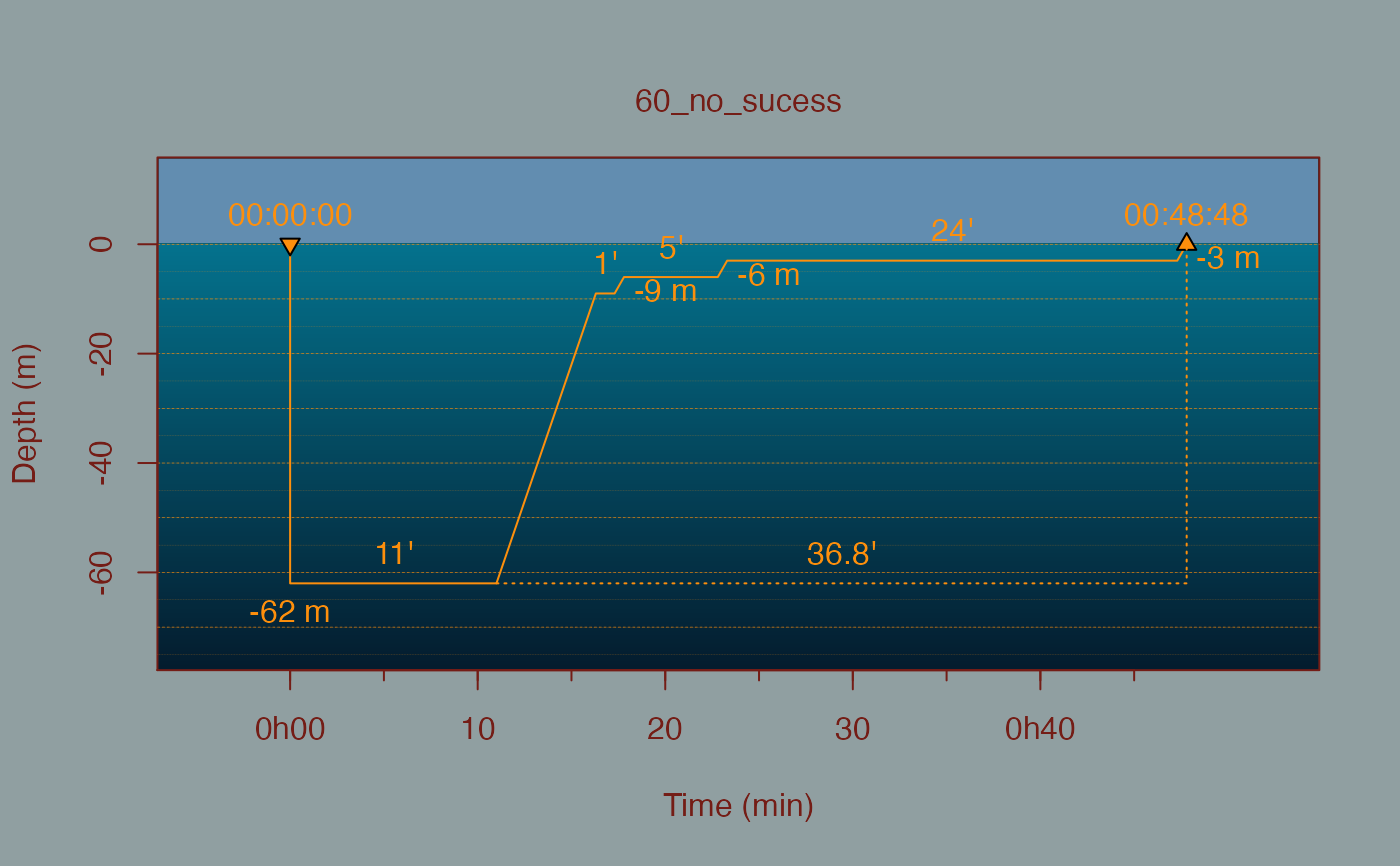 60_no_sucess
00:00:00
00:48:48
24'
5'
1'
-3 m
-6 m
-9 m
0
-20
-40
-60
Depth (m)
11'
36.8'
-62 m
0h00
10
20
30
0h40
Time (min)